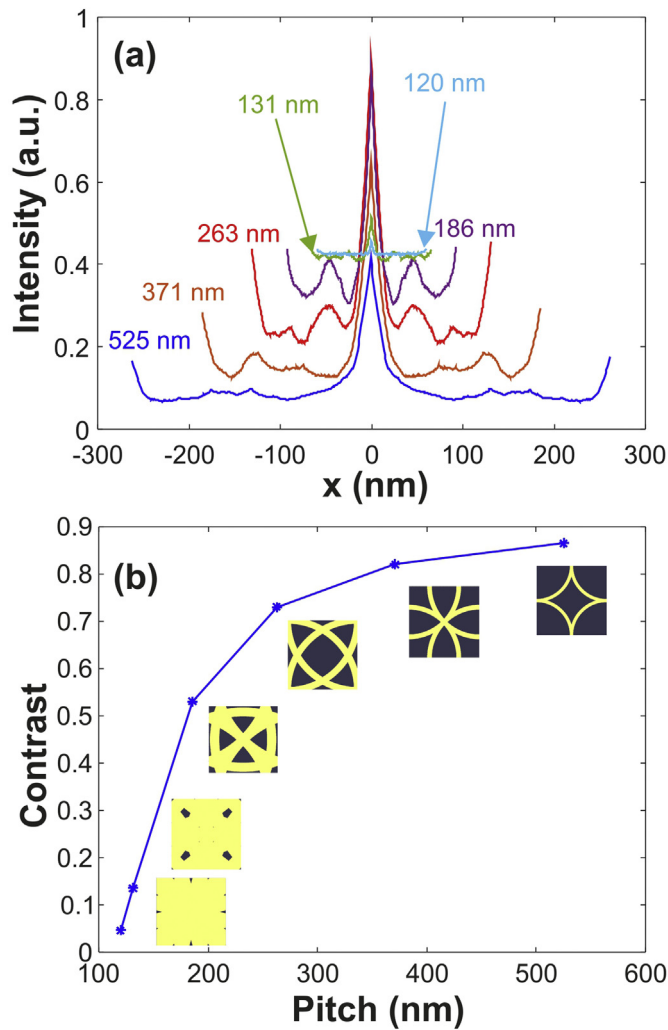 (a)
1
0.8
0.6
0.4
0.2
0
Intensity (a.u.)
131 nm
120 nm
263 nm
186 nm
371 nm
525 nm
-300 -200 -100 0 100 200 300
x (nm)
(b)
0.9
0.8
0.7
0.6
0.5
0.4
0.3
0.2
0.1
0
Contrast
100 200 300 400 500 600
Pitch (nm)